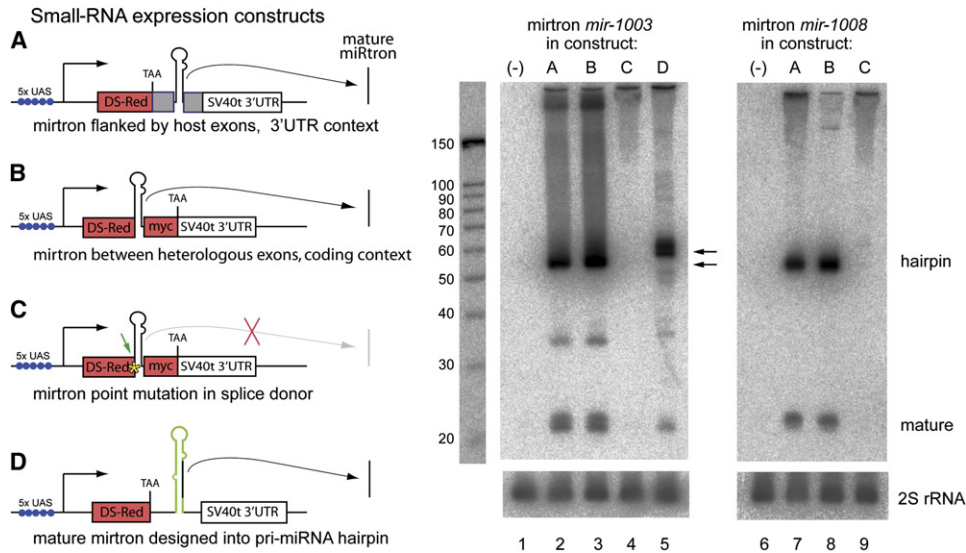 Small-RNA expression constructs
A
mature
miRtron
TAA
5x UAS
DS-Red
SV40t 3'UTR
mirtron flanked by host exons, 3'UTR context
B
TAA
5x UAS
DS-Red
myc
SV40t 3'UTR
mirtron between heterologous exons, coding context
C
TAA
5x UAS
DS-Red
myc
SV40t 3'UTR
mirtron point mutation in splice donor
D
TAA
5x UAS
DS-Red
SV40t 3'UTR
mature mirtron designed into pri-miRNA hairpin
mirtron mir-1003
in construct:
(-) A B C D
mirtron mir-1008
in construct:
(-) A B C
150
100
90
80
70
60
50
40
30
20
hairpin
mature
2S rRNA
1 2 3 4 5
6 7 8 9